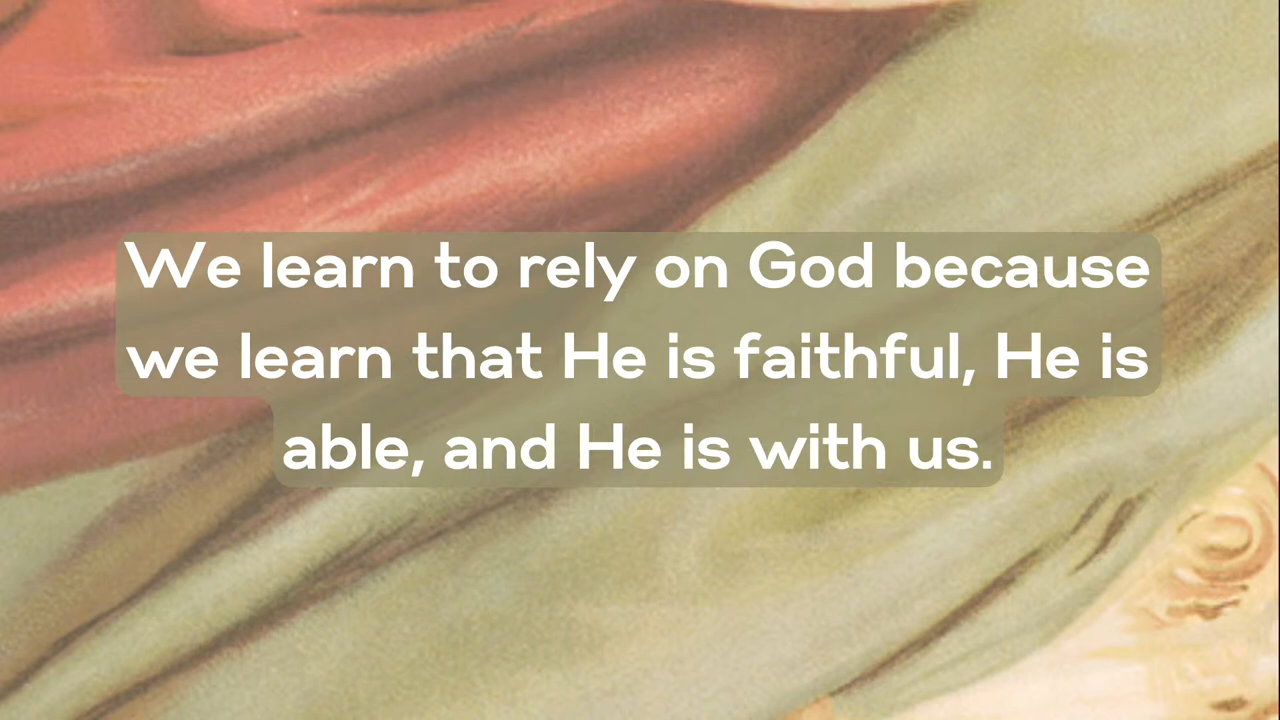 We learn to rely on God because
we learn that He is faithful, He is
able, and He is with us.